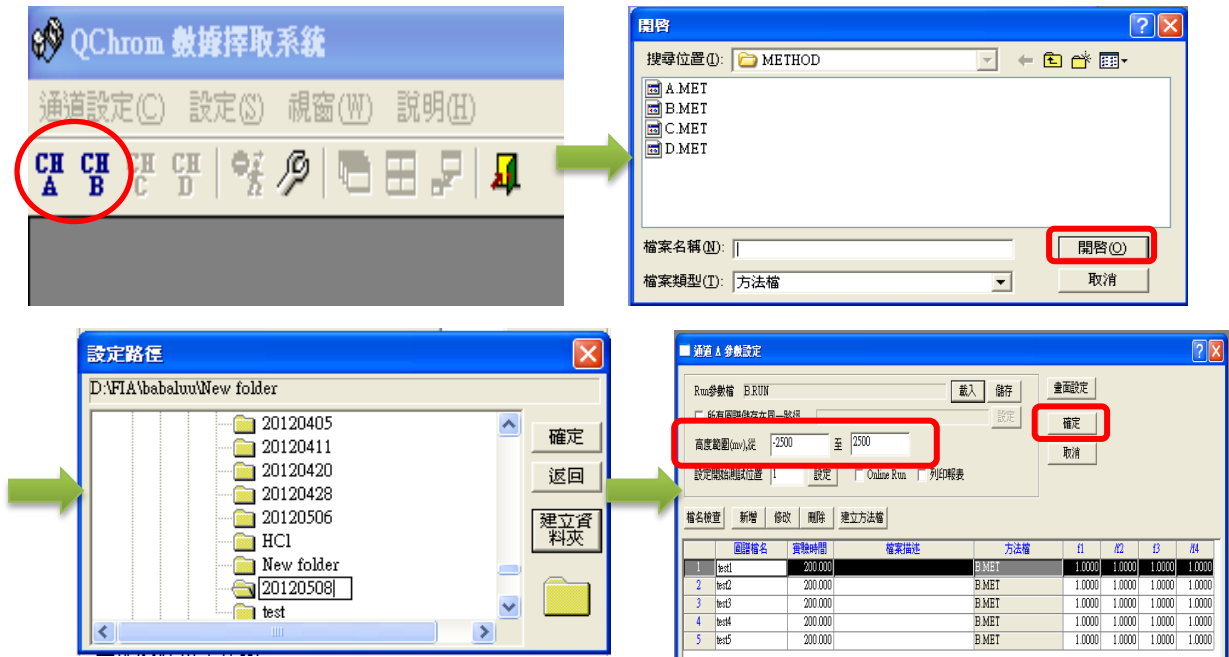 QChrom 數據擇取系統
通道設定(C) 設定(S) 視窗(W) 說明(H)
CH A CH B CH C CH D
開啓
搜尋位置(I): METHOD
A.MET
B.MET
C.MET
D.MET
檔案名稱(N): 開啓(O)
檔案類型(T): 方法檔 取消
設定路徑
D:\FIA\babaluu\New folder
20120405
20120411
20120420
20120428
20120506
HCl
New folder
20120508
test
確定
返回
建立資料夾
通道 A 參數設定
Run參數檔 B.RUN 載入 儲存 畫面設定
所有圖譜儲存在同一路徑 設定 確定
高度範圍(mv),從 -2500 至 2500 取消
設定開始測試位置 1 設定 Online Run 列印報表
檔名檢查 新增 修改 刪除 建立方法檔
圖譜檔名 實驗時間 檔案描述 方法檔 f1 /f2 f3 /f4
1 test1 200.000 B.MET 1.0000 1.0000 1.0000 1.0000
2 test2 200.000 B.MET 1.0000 1.0000 1.0000 1.0000
3 test3 200.000 B.MET 1.0000 1.0000 1.0000 1.0000
4 test4 200.000 B.MET 1.0000 1.0000 1.0000 1.0000
5 test5 200.000 B.MET 1.0000 1.0000 1.0000 1.0000